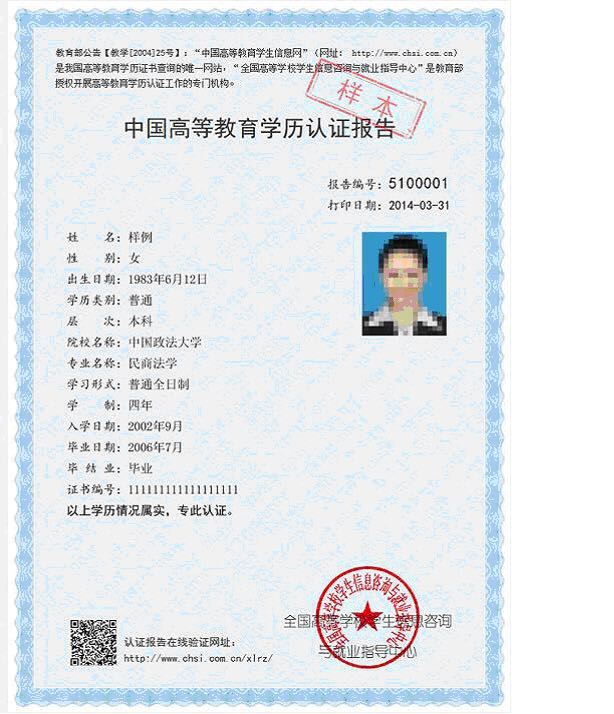 教育部公告【教学[2004]25号】：“中国高等教育学生信息网”（网址： http://www.chsi.com.cn）
是我国高等教育学历证书查询的唯一网站；“全国高等学校学生信息咨询与就业指导中心”是教育部
授权开展高等教育学历认证工作的专门机构。
样本
中国高等教育学历认证报告
报告编号：5100001
打印日期：2014-03-31
姓 名：样例
性 别：女
出生日期：1983年6月12日
学历类别：普通
层 次：本科
院校名称：中国政法大学
专业名称：民商法学
学习形式：普通全日制
学 制：四年
入学日期：2002年9月
毕业日期：2006年7月
毕 结 业：毕业
证书编号：111111111111111111
以上学历情况属实，专此认证。
全国高等学校学生信息咨询与就业指导中心
全国高等学校学生信息咨询
与就业指导中心
认证报告在线验证网址：
http://www.chsi.com.cn/xlrz/